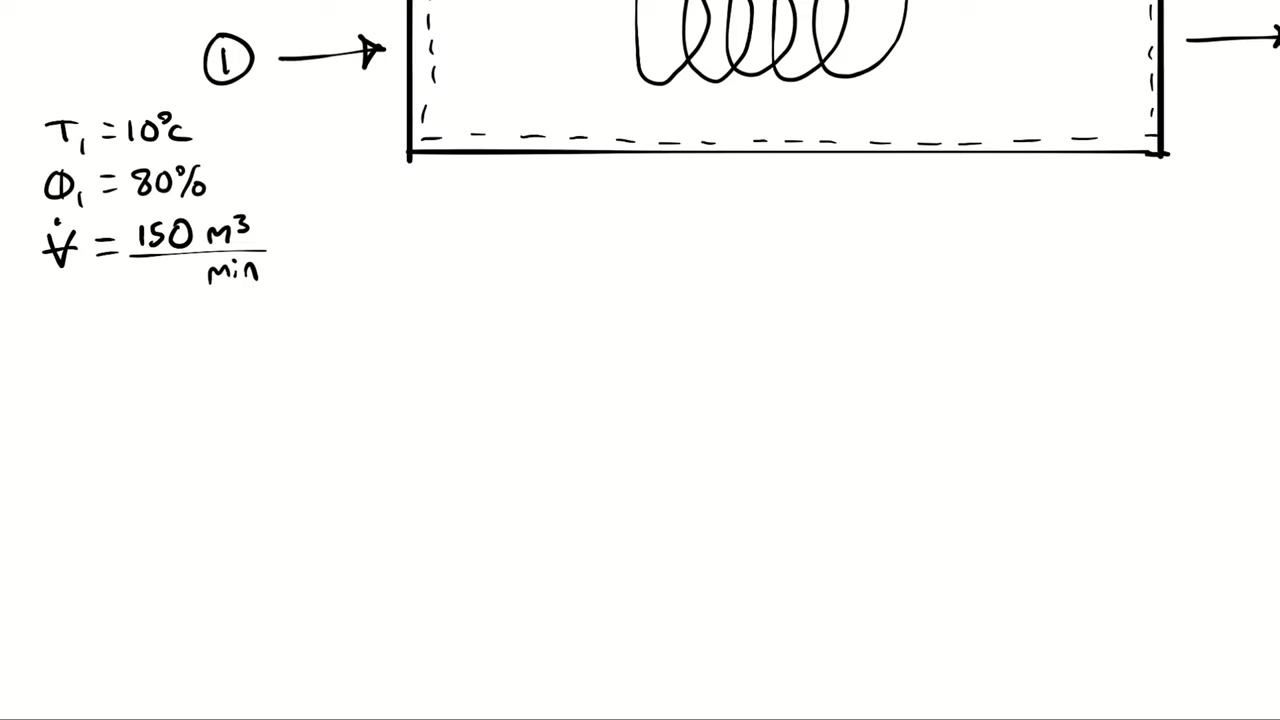 ①
T₁ = 10°C
Φ₁ = 80%
V̇ = 150 m³
min